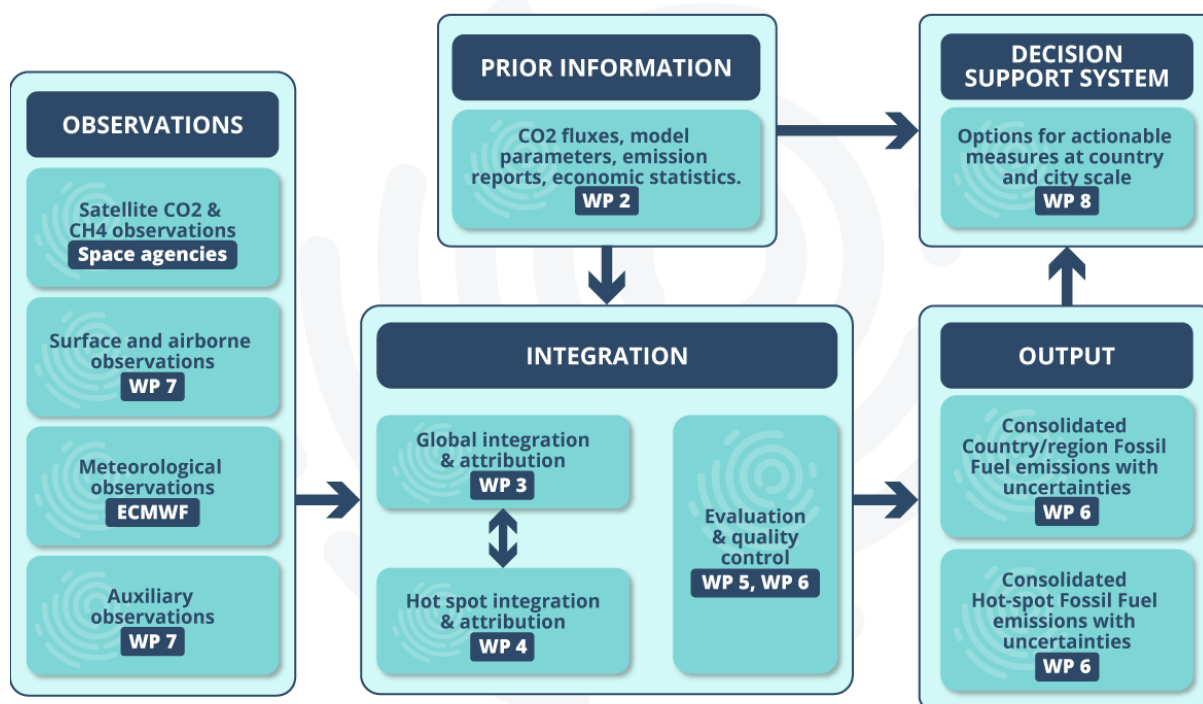 OBSERVATIONS
Satellite CO2 &
CH4 observations
Space agencies
Surface and airborne
observations
WP 7
Meteorological
observations
ECMWF
Auxiliary
observations
WP 7
PRIOR INFORMATION
CO2 fluxes, model
parameters, emission
reports, economic statistics.
WP 2
INTEGRATION
Global integration
& attribution
WP 3
Hot spot integration
& attribution
WP 4
Evaluation
& quality
control
WP 5, WP 6
DECISION
SUPPORT SYSTEM
Options for actionable
measures at country
and city scale
WP 8
OUTPUT
Consolidated
Country/region Fossil
Fuel emissions with
uncertainties
WP 6
Consolidated
Hot-spot Fossil Fuel
emissions with
uncertainties
WP 6